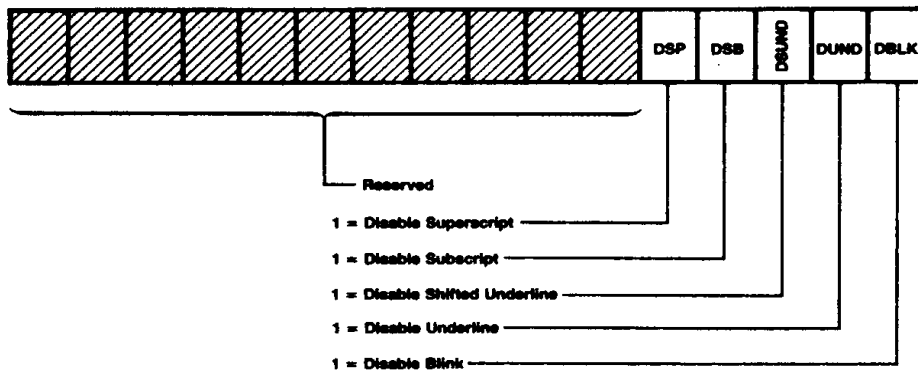 DSP DSB DSUND DUND DBLK
Reserved
1 = Disable Superscript
1 = Disable Subscript
1 = Disable Shifted Underline
1 = Disable Underline
1 = Disable Blink